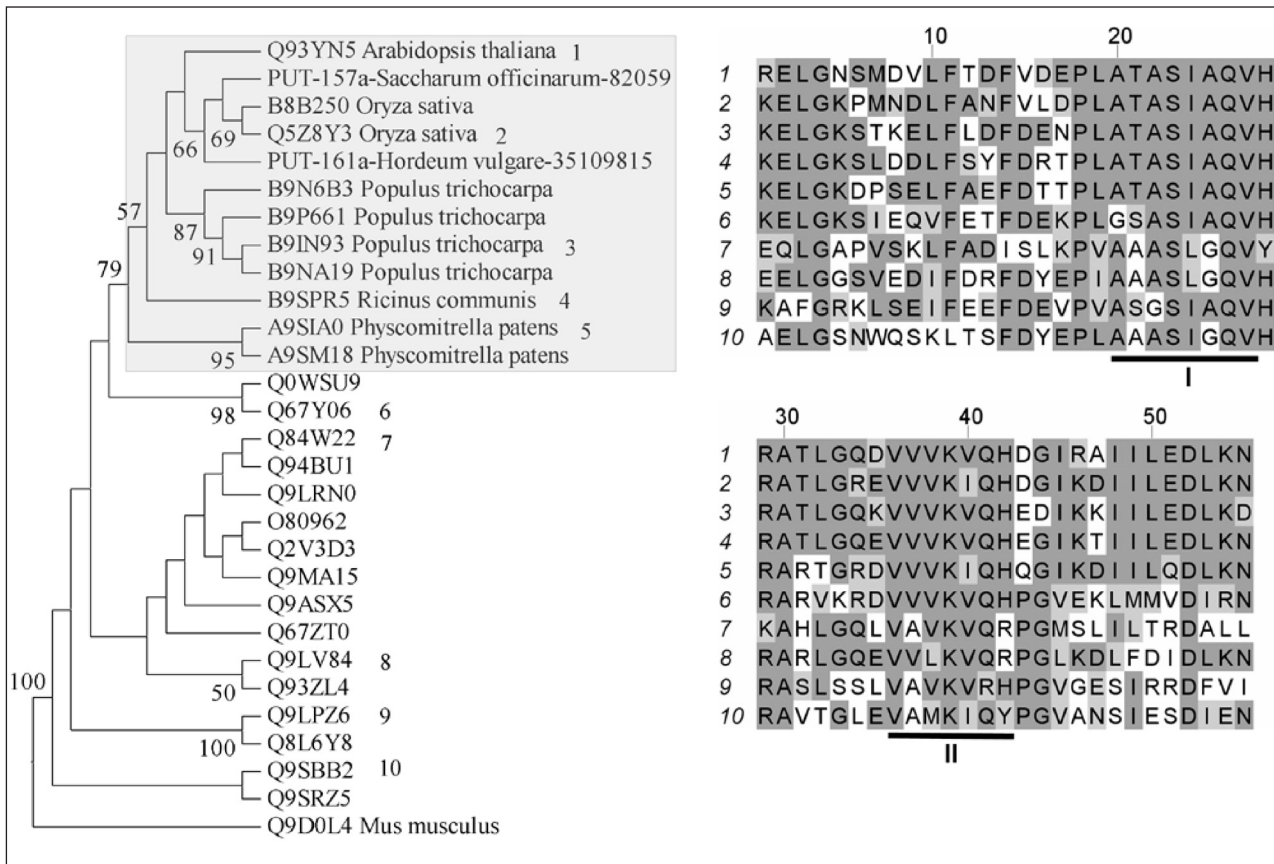 Q93YN5 Arabidopsis thaliana 1
PUT-157a-Saccharum officinarum-82059
B8B250 Oryza sativa
Q5Z8Y3 Oryza sativa 2
PUT-161a-Hordeum vulgare-35109815
B9N6B3 Populus trichocarpa
B9P661 Populus trichocarpa
B9IN93 Populus trichocarpa 3
B9NA19 Populus trichocarpa
B9SPR5 Ricinus communis 4
A9SIA0 Physcomitrella patens 5
A9SM18 Physcomitrella patens
Q0WSU9
Q67Y06 6
Q84W22 7
Q94BU1
Q9LRN0
O80962
Q2V3D3
Q9MA15
Q9ASX5
Q67ZT0
Q9LV84 8
Q93ZL4
Q9LPZ6 9
Q8L6Y8
Q9SBB2 10
Q9SRZ5
Q9D0L4 Mus musculus
69
66
57
87
91
79
95
98
100
50
100
10 20
1 RELGNSMDVLFTDFVDEPLATASIAQVH
2 KELGKPMNDLFANFVLDPLATASIAQVH
3 KELGKSTKELFLDFDENPLATASIAQVH
4 KELGKSLDDLFSYFDRTPLATASIAQVH
5 KELGKDPSELFAEFDTTPLATASIAQVH
6 KELGKSIEQVFETFDEKPLGSASIAQVH
7 EQLGAPVSKLFADISLKPVAAASLGQVY
8 EELGGSVEDIFDRFDYEPIAAASLGQVH
9 KAFGRKLSEIFEEFDEVPVASGSIAQVH
10 AELGSNWQSKLTSFDYEPLAAASIGQVH
I
30 40 50
1 RATLGQDVVVKVQHDGIRAIILEDLKN
2 RATLGREVVVKIQHDGIKDIILEDLKN
3 RATLGQKVVVKVQHEDIKKIILEDLKD
4 RATLGQEVVVKVQHEGIKTIILEDLKN
5 RARTGRDVVVKIQHQGIKDIILQDLKN
6 RARVKRDVVVKVQHPGVEKLMMVDIRN
7 KAHLGQLVAVKVQRPGMSLILTRDALL
8 RARLGQEVVLKVQRPGLKDLFDIDLKN
9 RASLSSLVAVKVRHPGVGESIRRDFVI
10 RAVTGLEVAMKIQYPGVANSIESDIEN
II